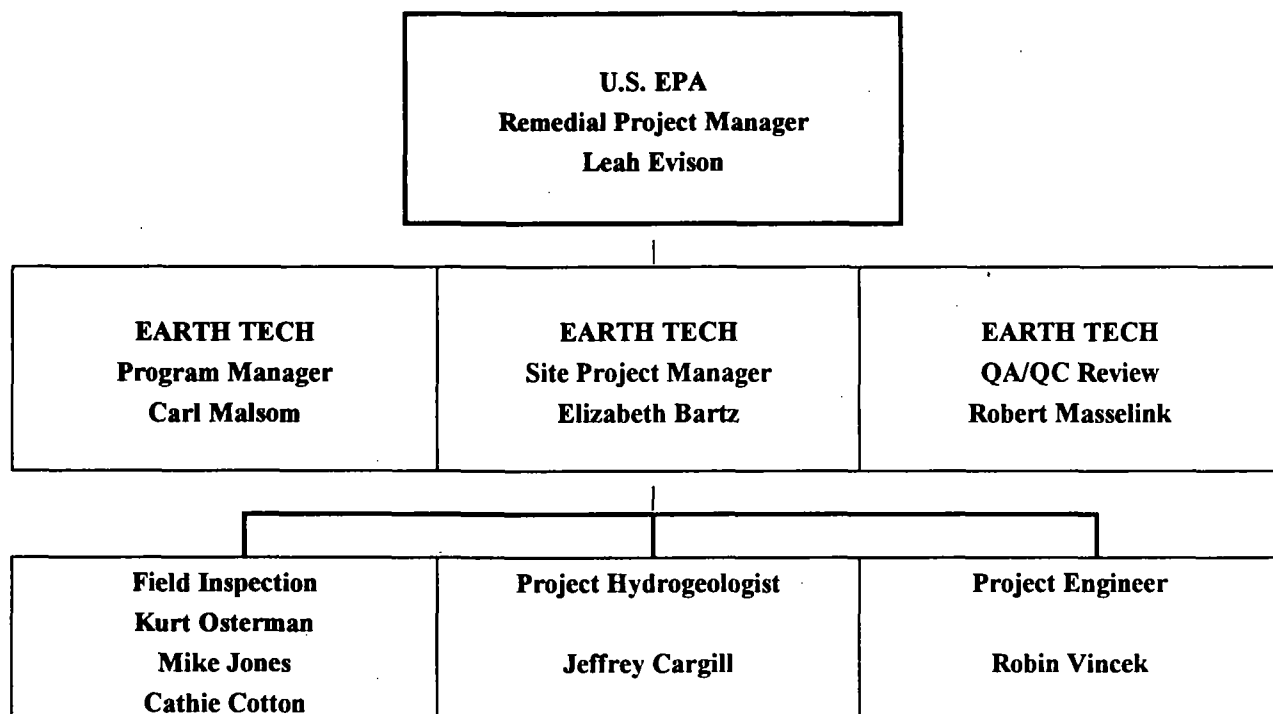 U.S. EPA
Remedial Project Manager
Leah Evison
EARTH TECH
Program Manager
Carl Malsom
EARTH TECH
Site Project Manager
Elizabeth Bartz
EARTH TECH
QA/QC Review
Robert Masselink
Field Inspection
Kurt Osterman
Mike Jones
Cathie Cotton
Project Hydrogeologist
Jeffrey Cargill
Project Engineer
Robin Vincek